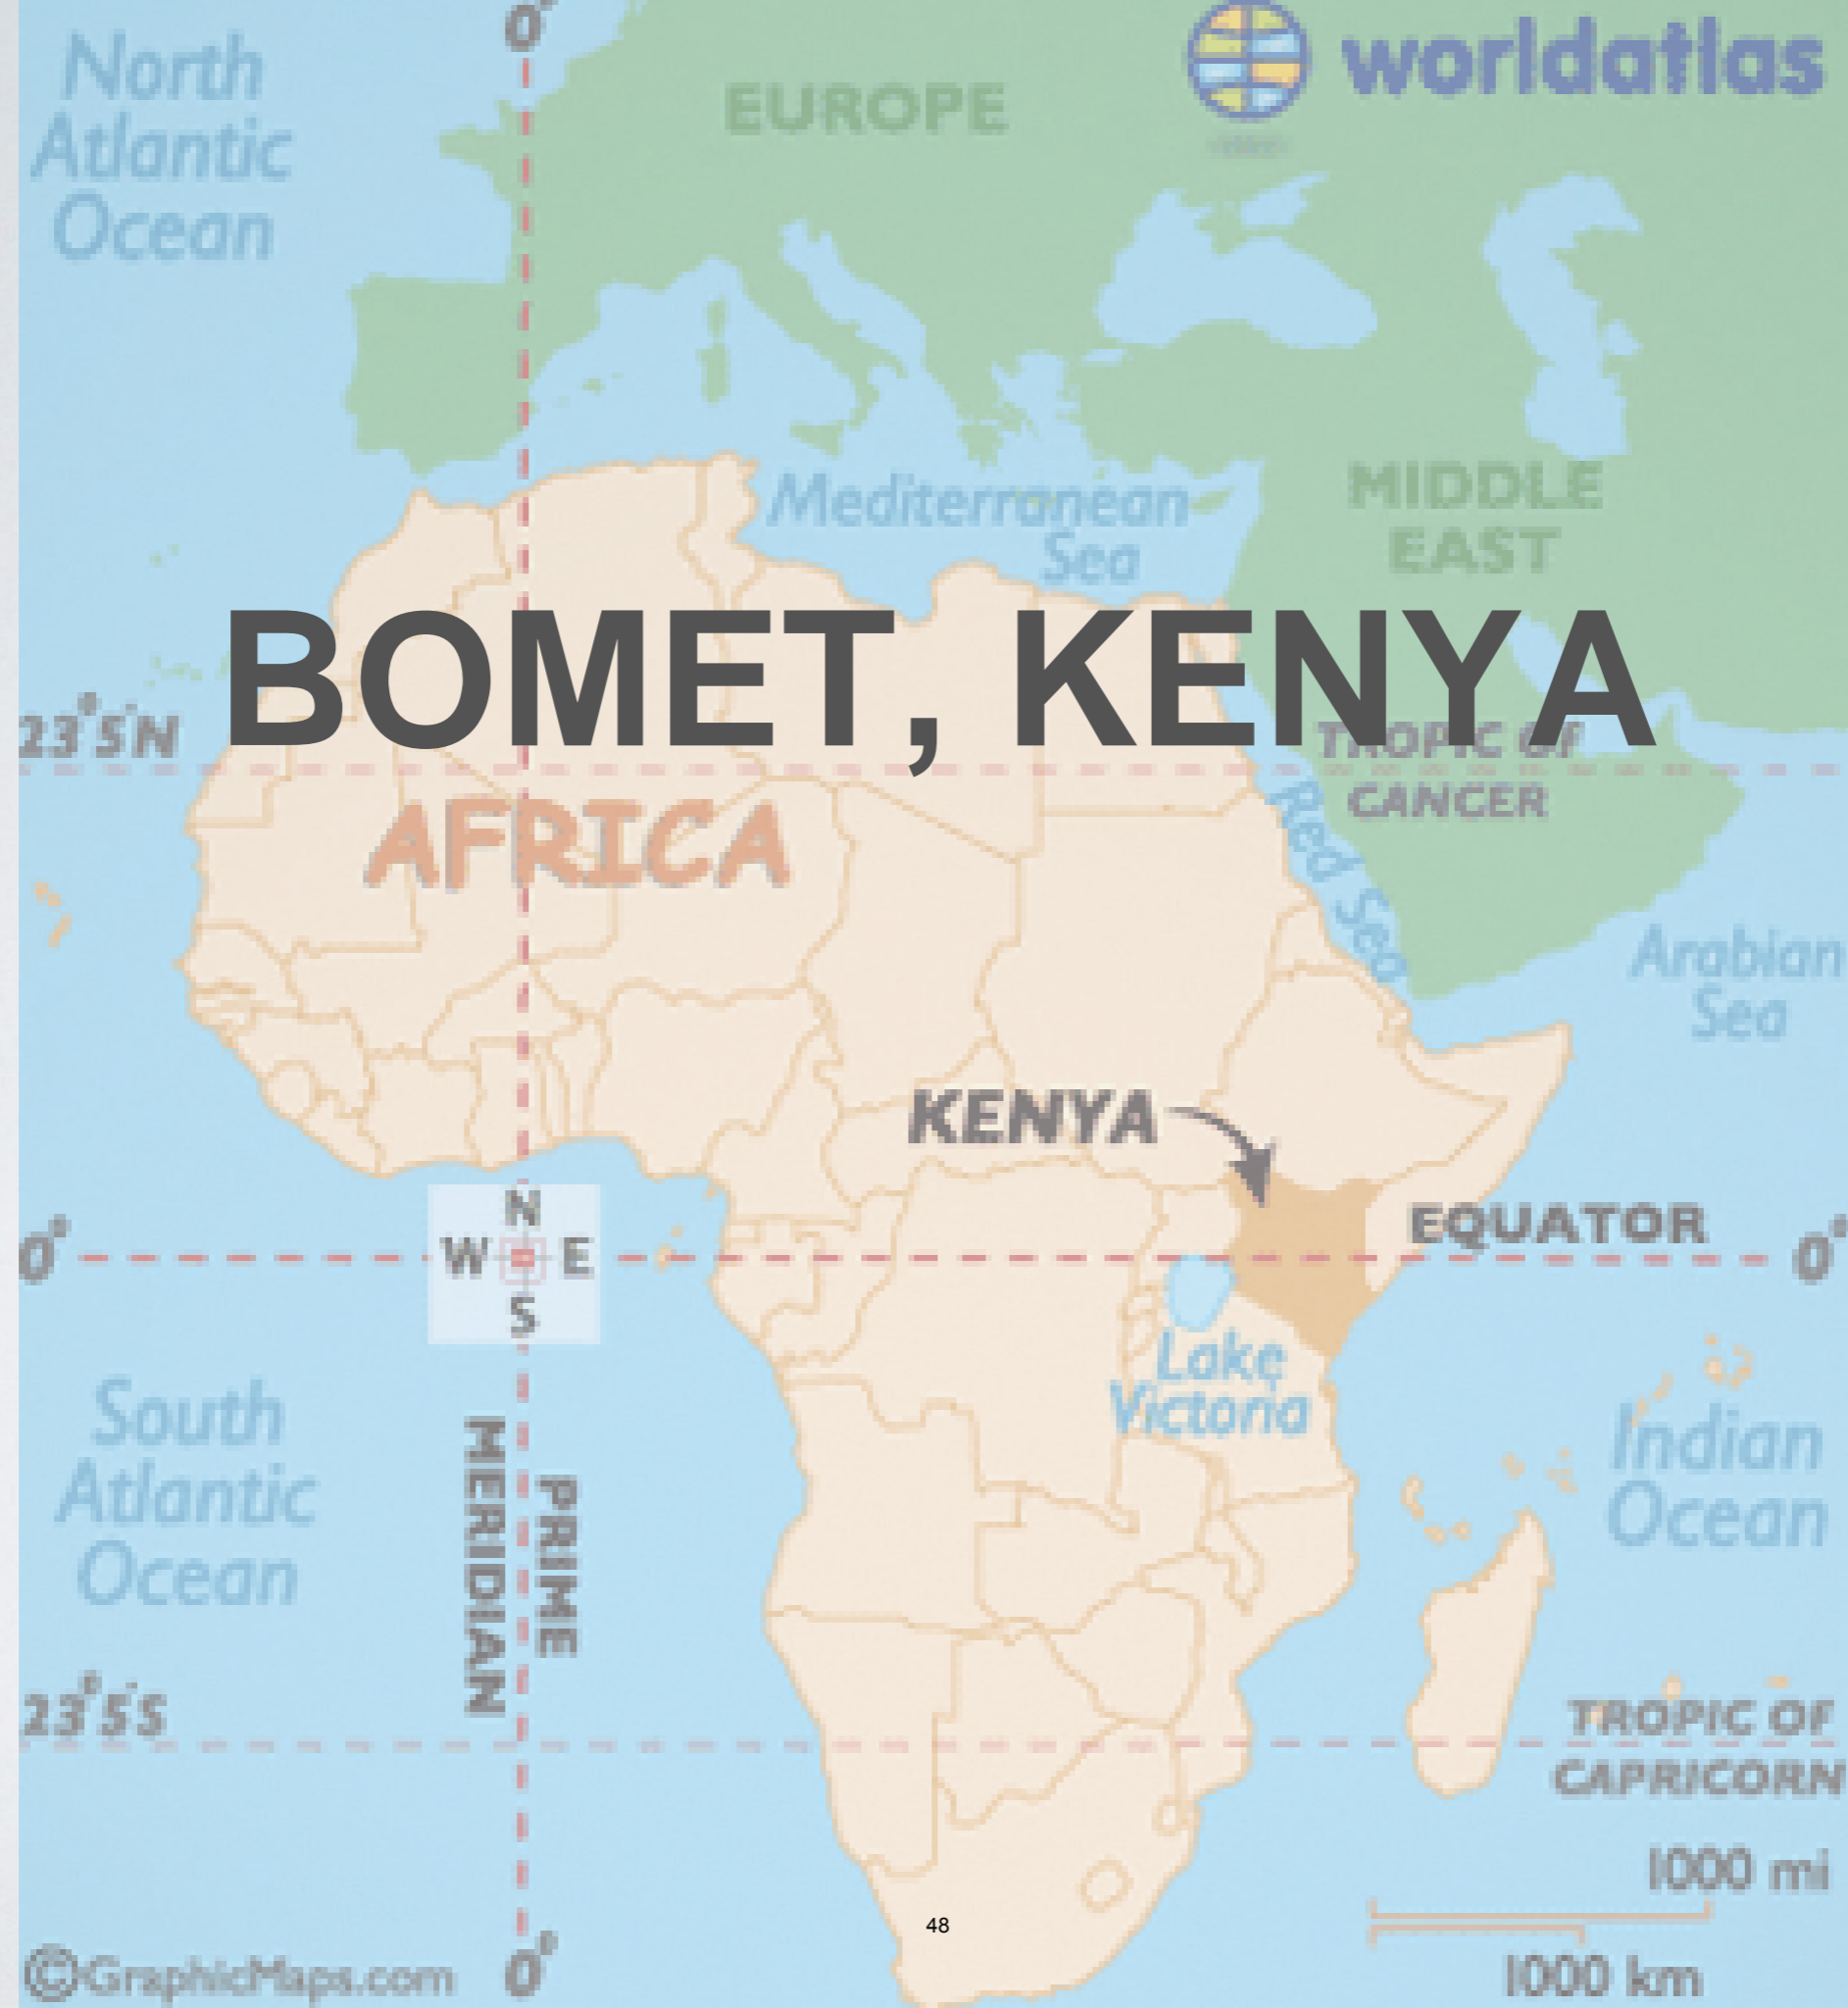 0°
North
Atlantic
Ocean
EUROPE
worldatlas
Mediterranean
Sea
MIDDLE
EAST
BOMET, KENYA
23°5'N
TROPIC OF
CANCER
AFRICA
Red Sea
Arabian
Sea
KENYA
EQUATOR
0°
N
W E
S
0°
Lake
Victoria
South
Atlantic
Ocean
PRIME
MERIDIAN
Indian
Ocean
23°5'S
TROPIC OF
CAPRICORN
1000 mi
1000 km
48
©GraphicMaps.com
0°